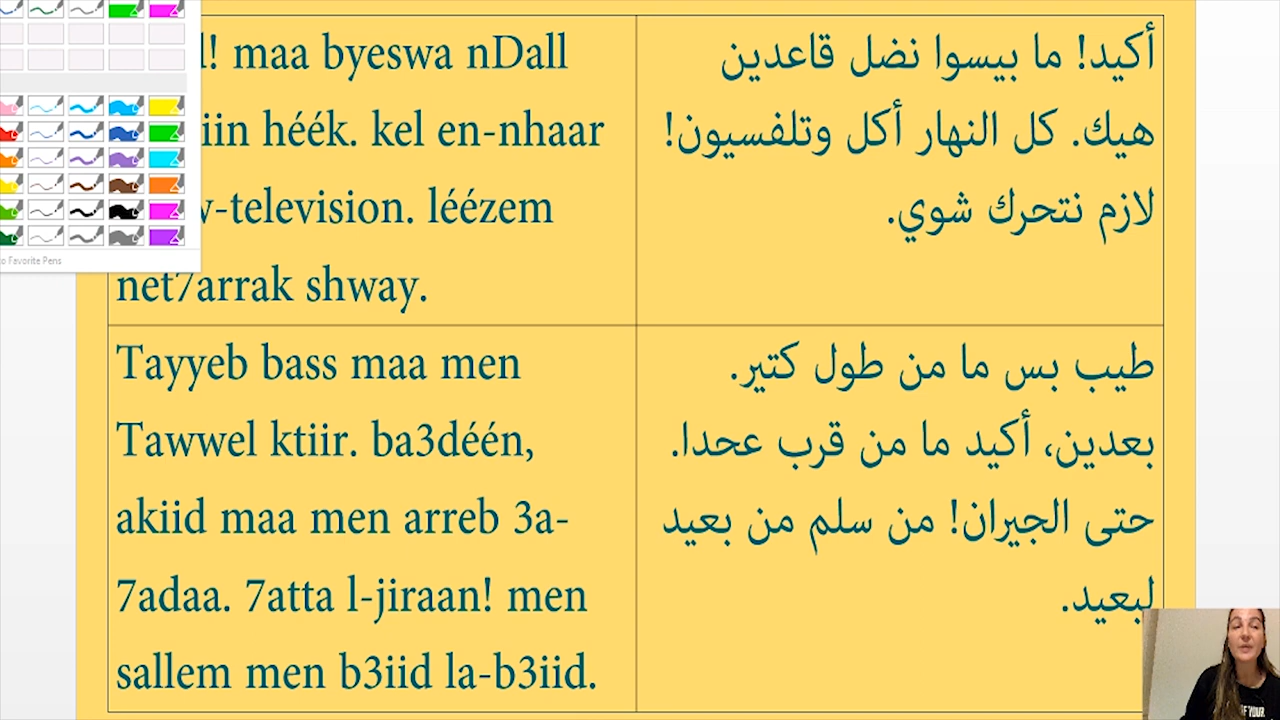 maa byeswa nDall
héék. kel en-nhaar
television. léézem
net7arrak shway.
أكيد! ما بيسوا نضل قاعدين
هيك. كل النهار أكل وتلفسيون!
لازم نتحرك شوي.
Tayyeb bass maa men
Tawwel ktiir. ba3déén,
akiid maa men arreb 3a-
7adaa. 7atta l-jiraan! men
sallem men b3iid la-b3iid.
طيب بس ما من طول كتير.
بعدين، أكيد ما من قرب عحدا.
حتى الجيران! من سلم من بعيد
لبعيد.
Favorite Pens